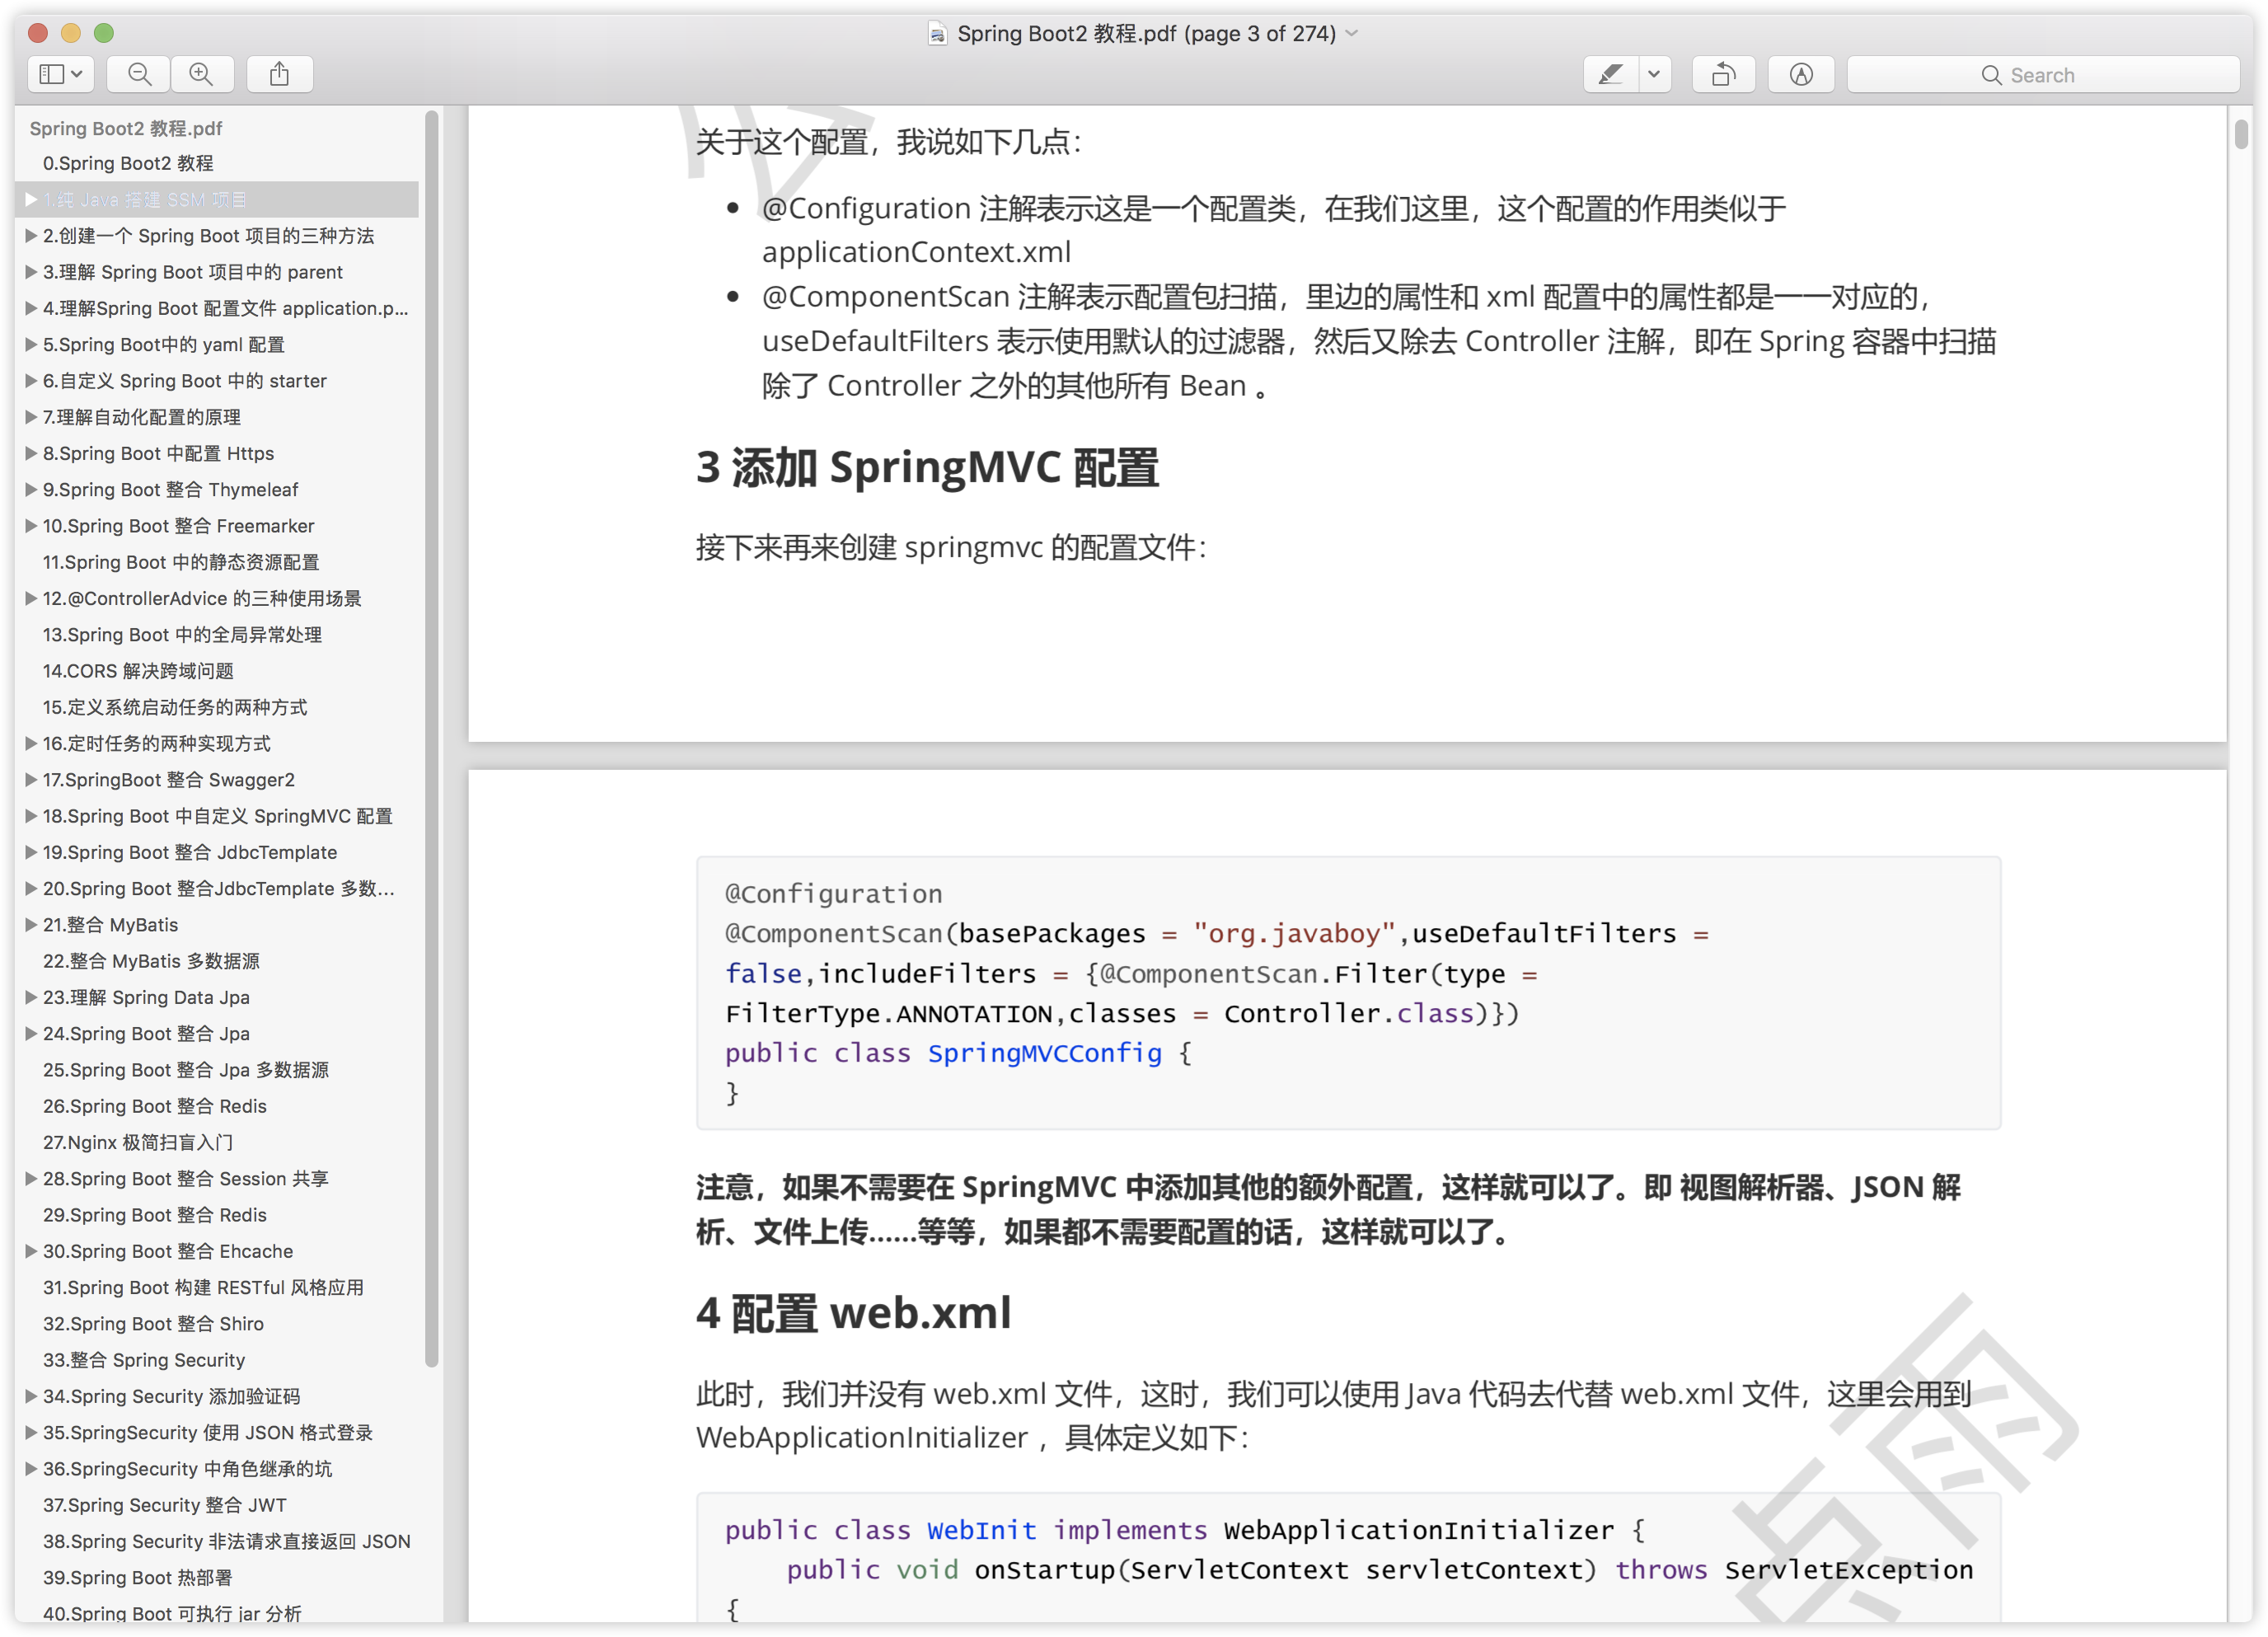 Spring Boot2 教程.pdf (page 3 of 274)
Search
Spring Boot2 教程.pdf
0.Spring Boot2 教程
1.纯 Java 搭建 SSM 项目
2.创建一个 Spring Boot 项目的三种方法
3.理解 Spring Boot 项目中的 parent
4.理解Spring Boot 配置文件 application.p...
5.Spring Boot中的 yaml 配置
6.自定义 Spring Boot 中的 starter
7.理解自动化配置的原理
8.Spring Boot 中配置 Https
9.Spring Boot 整合 Thymeleaf
10.Spring Boot 整合 Freemarker
11.Spring Boot 中的静态资源配置
12.@ControllerAdvice 的三种使用场景
13.Spring Boot 中的全局异常处理
14.CORS 解决跨域问题
15.定义系统启动任务的两种方式
16.定时任务的两种实现方式
17.SpringBoot 整合 Swagger2
18.Spring Boot 中自定义 SpringMVC 配置
19.Spring Boot 整合 JdbcTemplate
20.Spring Boot 整合JdbcTemplate 多数...
21.整合 MyBatis
22.整合 MyBatis 多数据源
23.理解 Spring Data Jpa
24.Spring Boot 整合 Jpa
25.Spring Boot 整合 Jpa 多数据源
26.Spring Boot 整合 Redis
27.Nginx 极简扫盲入门
28.Spring Boot 整合 Session 共享
29.Spring Boot 整合 Redis
30.Spring Boot 整合 Ehcache
31.Spring Boot 构建 RESTful 风格应用
32.Spring Boot 整合 Shiro
33.整合 Spring Security
34.Spring Security 添加验证码
35.SpringSecurity 使用 JSON 格式登录
36.SpringSecurity 中角色继承的坑
37.Spring Security 整合 JWT
38.Spring Security 非法请求直接返回 JSON
39.Spring Boot 热部署
40.Spring Boot 可执行 jar 分析
关于这个配置，我说如下几点：
@Configuration 注解表示这是一个配置类，在我们这里，这个配置的作用类似于
applicationContext.xml
@ComponentScan 注解表示配置包扫描，里边的属性和 xml 配置中的属性都是一一对应的，
useDefaultFilters 表示使用默认的过滤器，然后又除去 Controller 注解，即在 Spring 容器中扫描
除了 Controller 之外的其他所有 Bean 。
3 添加 SpringMVC 配置
接下来再来创建 springmvc 的配置文件：
@Configuration
@ComponentScan(basePackages = "org.javaboy",useDefaultFilters =
false,includeFilters = {@ComponentScan.Filter(type =
FilterType.ANNOTATION,classes = Controller.class)})
public class SpringMVCConfig {
}
注意，如果不需要在 SpringMVC 中添加其他的额外配置，这样就可以了。即 视图解析器、JSON 解
析、文件上传......等等，如果都不需要配置的话，这样就可以了。
4 配置 web.xml
此时，我们并没有 web.xml 文件，这时，我们可以使用 Java 代码去代替 web.xml 文件，这里会用到
WebApplicationInitializer ，具体定义如下：
public class WebInit implements WebApplicationInitializer {
    public void onStartup(ServletContext servletContext) throws ServletException
{